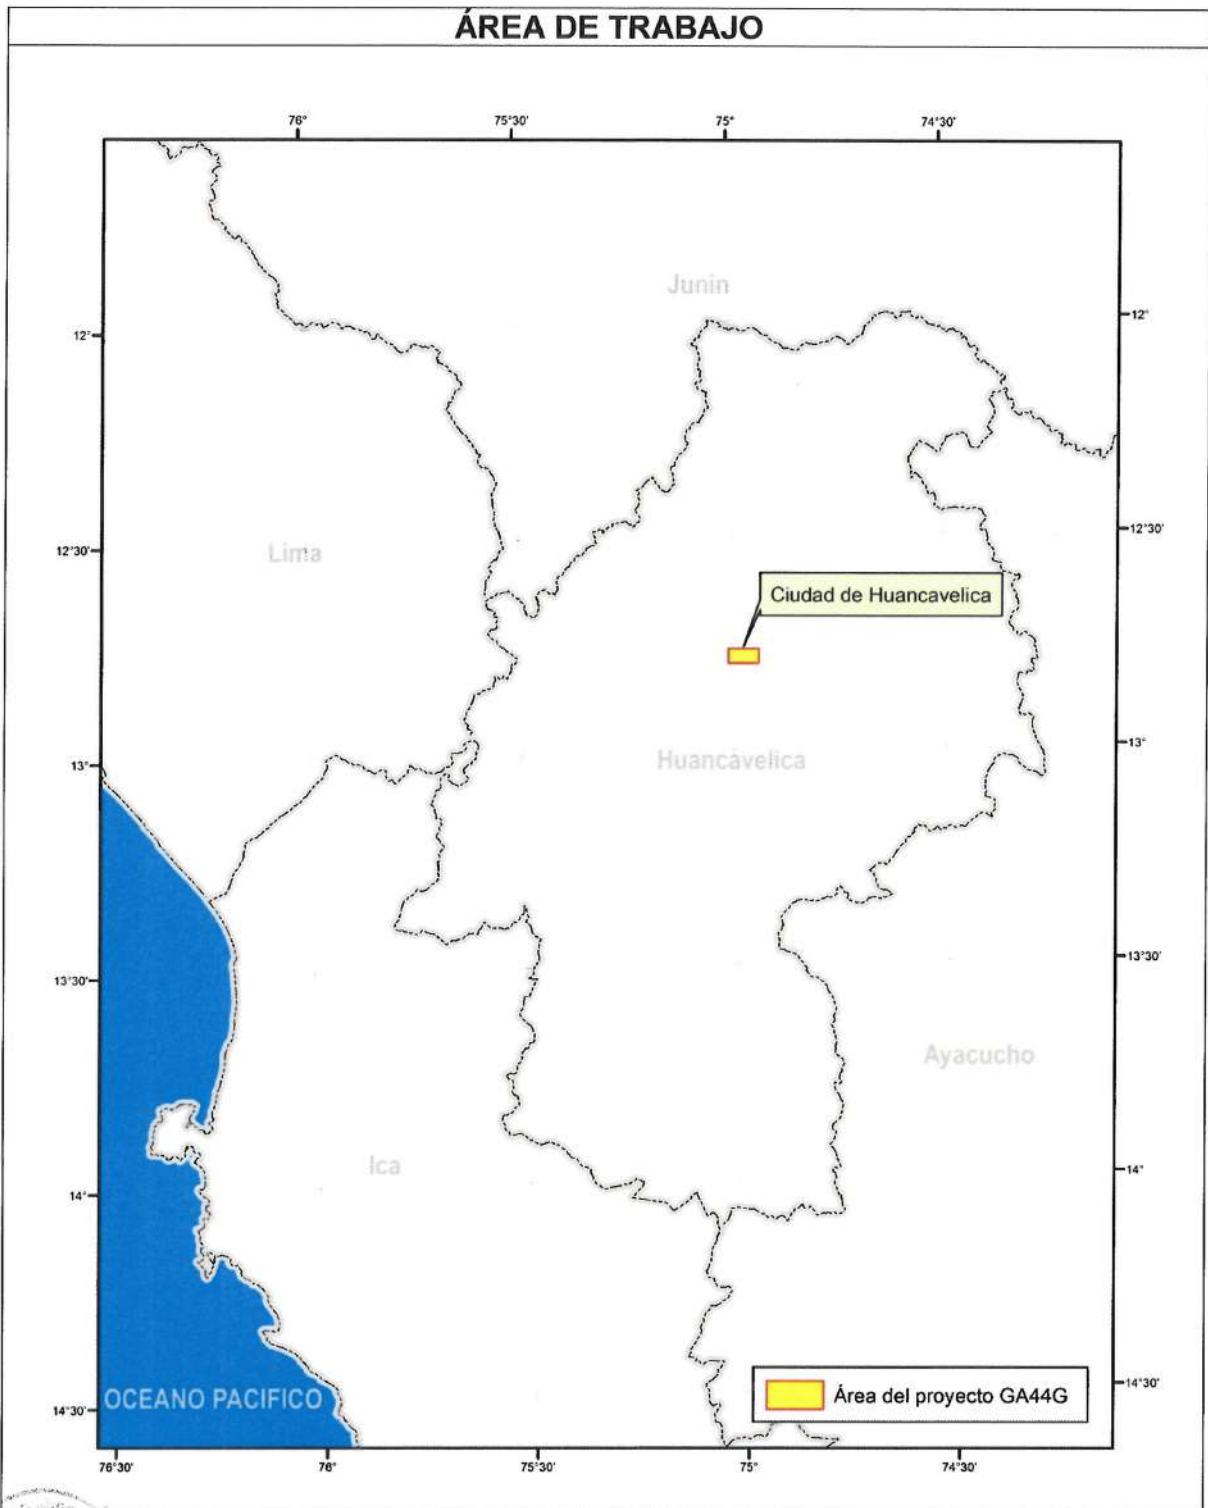 ÁREA DE TRABAJO
76°
75°30'
75°
74°30'
Junin
12°
12°
12°30'
Lima
12°30'
Ciudad de Huancavelica
13°
Huancávelica
13°
13°30'
13°30'
Ayacucho
Ica
14°
14°
OCEANO PACIFICO
Área del proyecto GA44G
14°30'
14°30'
76°30'
76°
75°30'
75°
74°30'